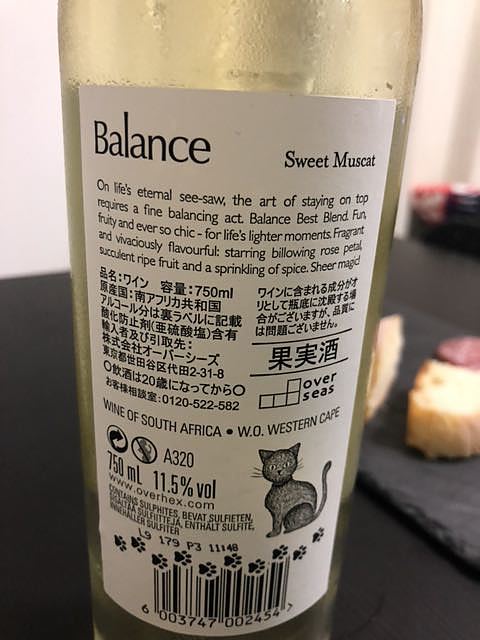 Balance
Sweet Muscat
On life's eternal see-saw, the art of staying on top
requires a fine balancing act. Balance Best Blend. Fun,
fruity and ever so chic - for life's lighter moments. Fragrant
and vivaciously flavourful: starring billowing rose petal,
succulent ripe fruit and a sprinkling of spice. Sheer magic!
品名:ワイン 容量:750ml
原産国:南アフリカ共和国
アルコール分は裏ラベルに記載
酸化防止剤(亜硫酸塩)含有
輸入者及び引取先:
株式会社オーバーシーズ
東京都世田谷区代田2-31-8
〇飲酒は20歳になってから〇
お客様相談室:0120-522-582
ワインに含まれる成分がオ
リとして瓶底に沈殿する場
合がございますが、品質に
は問題ございません。
果実酒
over
seas
WINE OF SOUTH AFRICA • W.O. WESTERN CAPE
A320
750 mL 11.5% vol
www.overhex.com
CONTAINS SULPHITES, BEVAT SULFIETEN,
SISÄLTÄÄ SULFIITTEJA, ENTHÄLT SULFITE,
INNEHÅLLER SULFITER
L9 179 P3 11:48
6 003747 002454 >